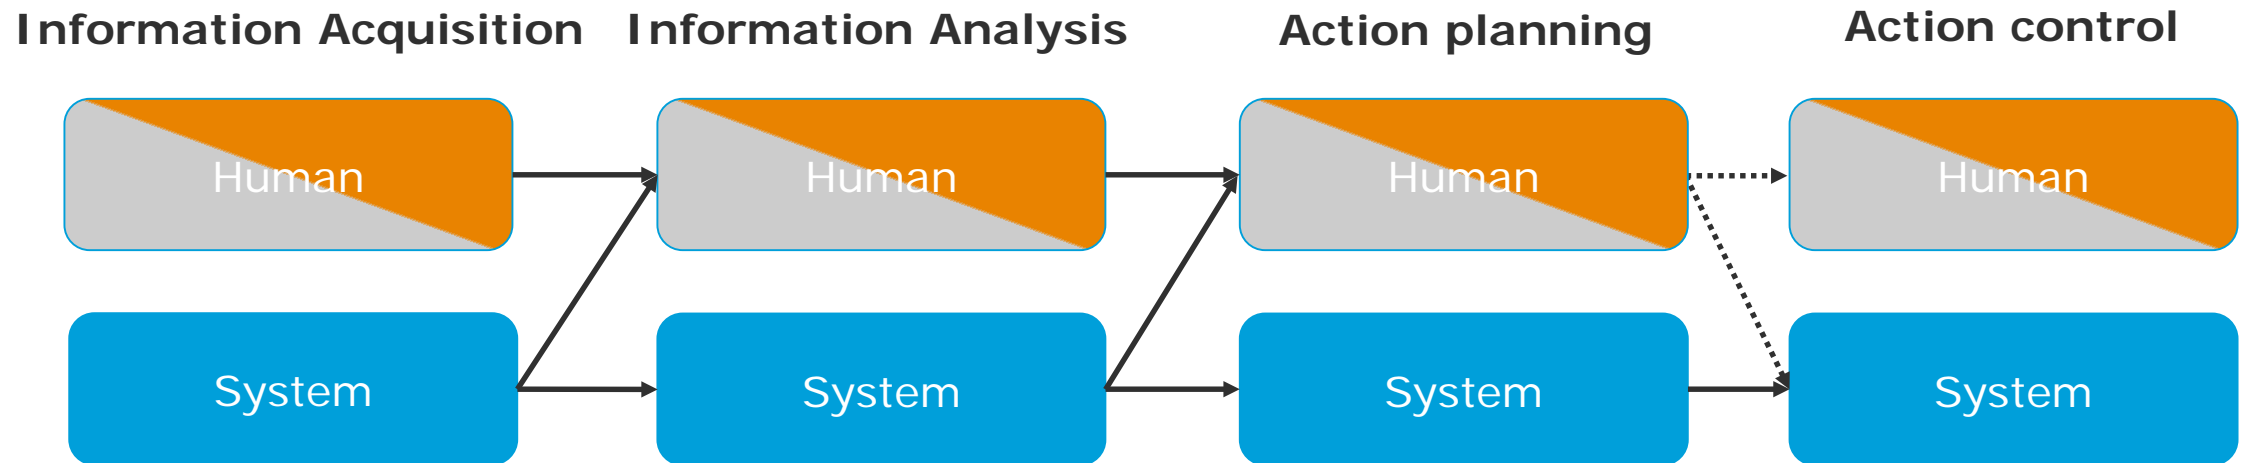 Information Acquisition
Information Analysis
Action planning
Action control
Human
Human
Human
Human
System
System
System
System